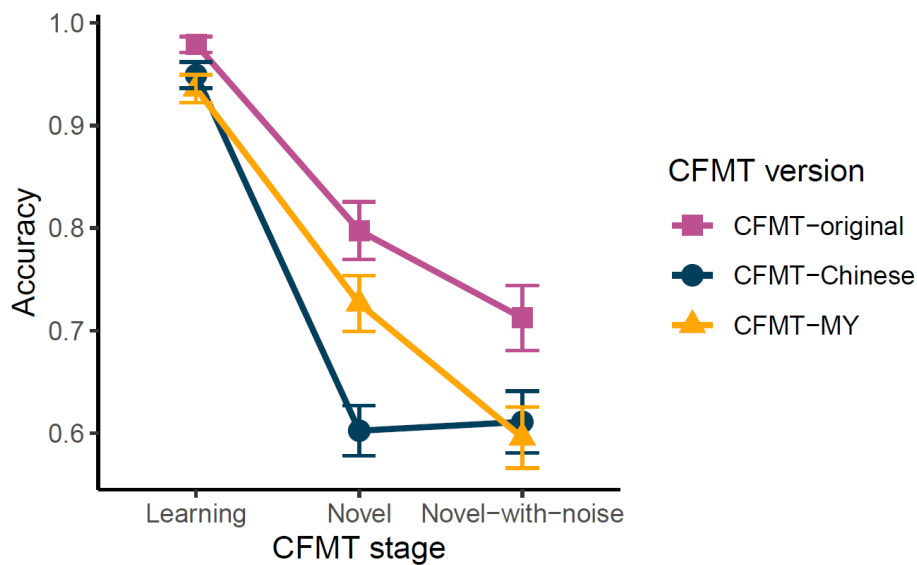 1.0
0.9
0.8
0.7
0.6
Accuracy
Learning
Novel
Novel−with−noise
CFMT stage
CFMT version
CFMT−original
CFMT−Chinese
CFMT−MY